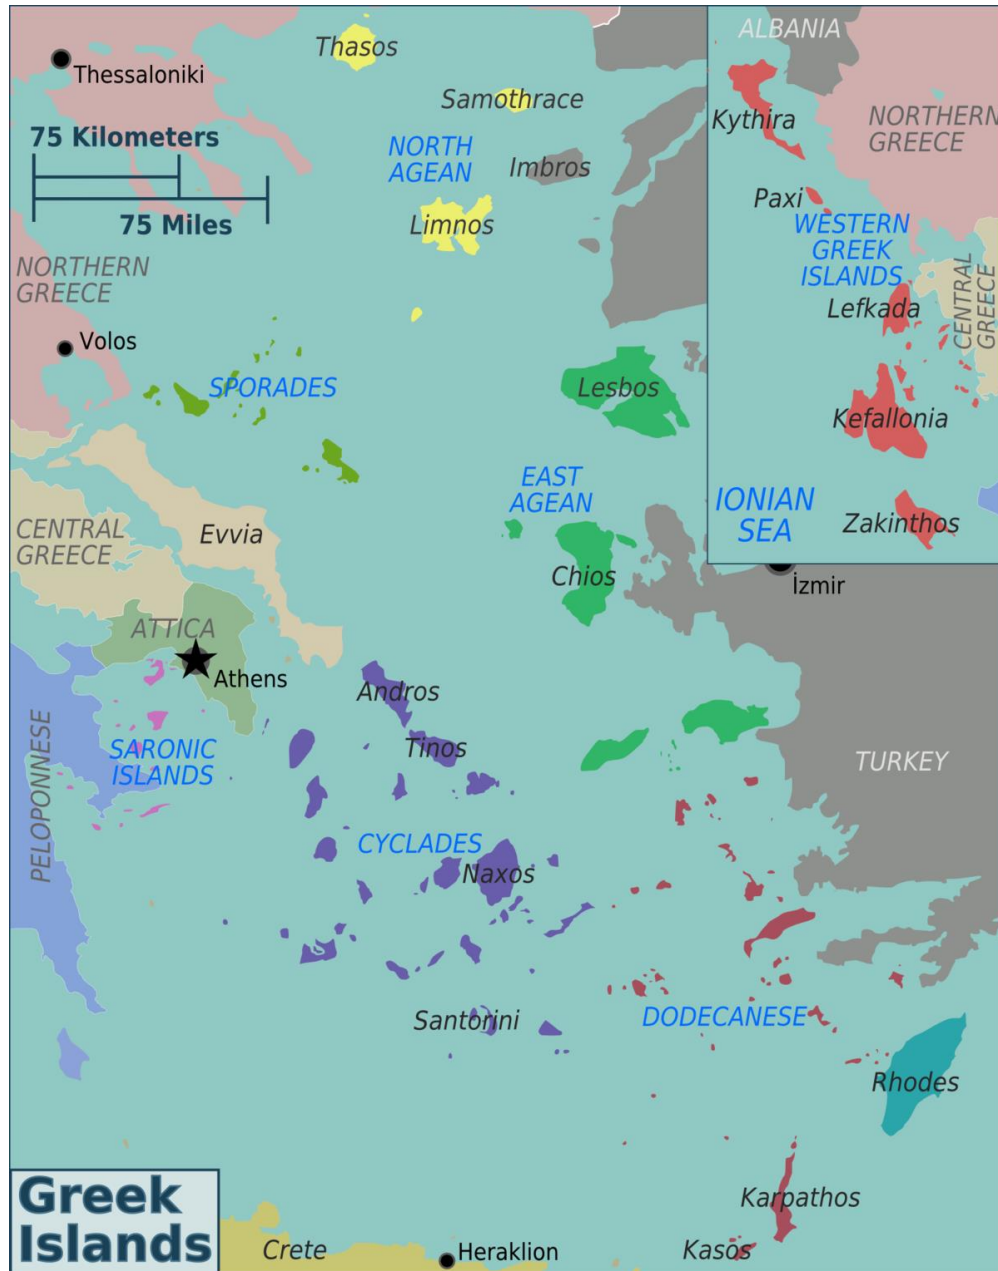 Thasos
ALBANIA
Thessaloniki
Samothrace
Kythira
NORTHERN
GREECE
75 Kilometers
NORTH
AGEAN
Imbros
Paxi
75 Miles
Limnos
WESTERN
GREEK
ISLANDS
NORTHERN
GREECE
Lefkada
CENTRAL
GREECE
Volos
SPORADES
Lesbos
Kefallonia
EAST
AGEAN
IONIAN
SEA
Zakinthos
CENTRAL
GREECE
Evvia
Chios
İzmir
ATTICA
Athens
Andros
PELOPONNESE
SARONIC
ISLANDS
Tinos
TURKEY
CYCLADES
Naxos
Santorini
DODECANESE
Rhodes
Greek
Islands
Karpathos
Crete
Heraklion
Kasos